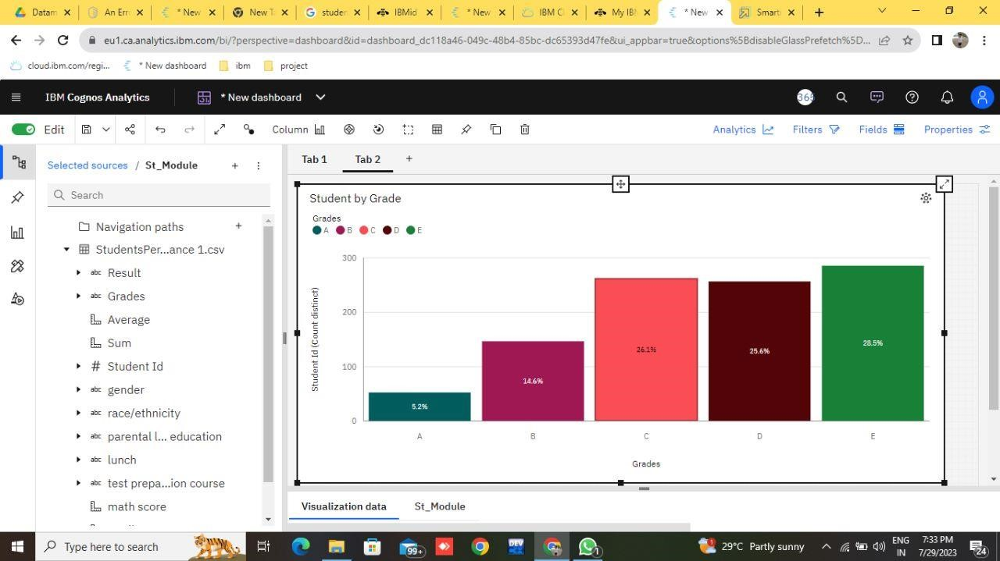 Datam
An Erro
* New
New Ta
studen
IBMid
* New
IBM Cl
My IBM
* New
Smarti
eu1.ca.analytics.ibm.com/bi/?perspective=dashboard&id=dashboard_dc118a46-049c-48b4-85bc-dc65393d47fe&ui_appbar=true&options%5BdisableGlassPrefetch%5D...
cloud.ibm.com/regi...
* New dashboard
ibm
project
IBM Cognos Analytics
* New dashboard
365
Edit
Column
Analytics
Filters
Fields
Properties
Selected sources / St_Module
Search
Navigation paths
StudentsPer...ance 1.csv
Result
Grades
Average
Sum
Student Id
gender
race/ethnicity
parental l... education
lunch
test prepa...ion course
math score
Tab 1
Tab 2
Student by Grade
Grades
A B C D E
Student Id (Count distinct)
300
200
100
0
5.2%
14.6%
26.1%
25.6%
28.5%
A
B
C
D
E
Grades
Visualization data
St_Module
Type here to search
99+
DEV
1
29°C Partly sunny
ENG
IN
7:33 PM
7/29/2023
24